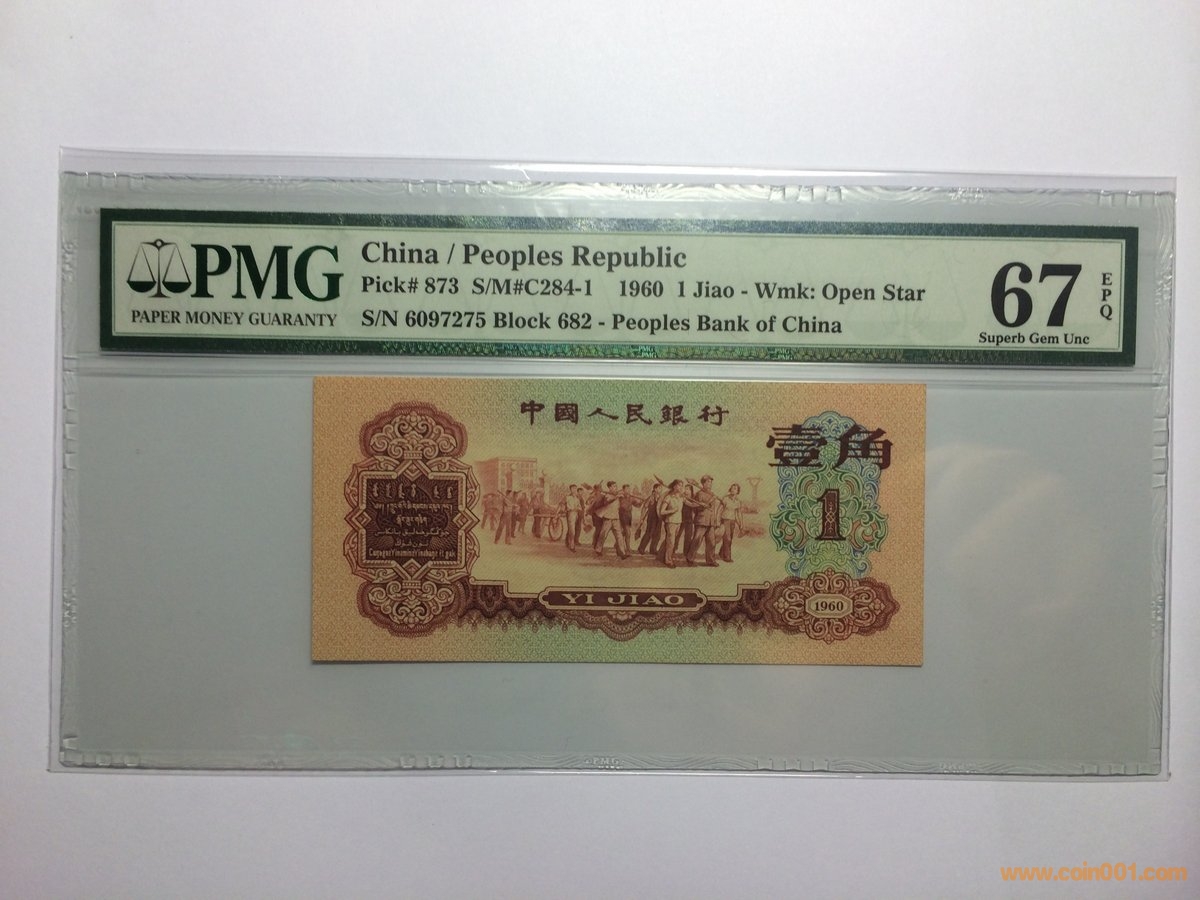 PMG
PAPER MONEY GUARANTY
China / Peoples Republic
Pick# 873 S/M#C284-1 1960 1 Jiao - Wmk: Open Star
S/N 6097275 Block 682 - Peoples Bank of China
67
EPQ
Superb Gem Unc
中國人民銀行
壹角
1
YI JIAO
1960
www.coin001.com